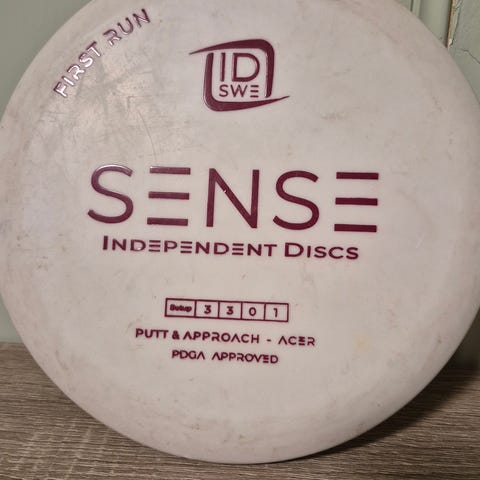 FIRST RUN
ID
SWE
SENSE
INDEPENDENT DISCS
Setup 3 3 0 1
PUTT & APPROACH - ACER
PDGA APPROVED